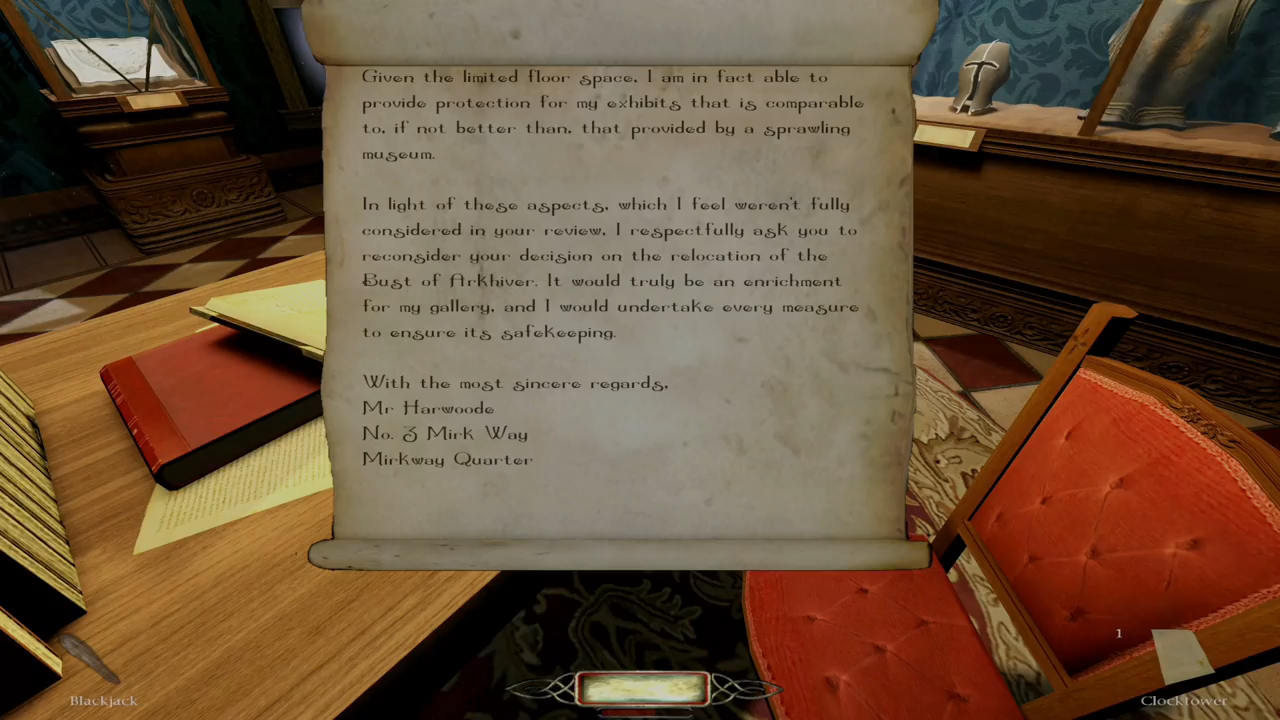 Given the limited floor space, I am in fact able to
provide protection for my exhibits that is comparable
to, if not better than, that provided by a sprawling
museum.
In light of these aspects, which I feel weren't fully
considered in your review, I respectfully ask you to
reconsider your decision on the relocation of the
Bust of Arkhiver. It would truly be an enrichment
for my gallery, and I would undertake every measure
to ensure its safekeeping.
With the most sincere regards,
Mr Harwoode
No. 3 Mirk Way
Mirkway Quarter
1
Blackjack
Clocktower